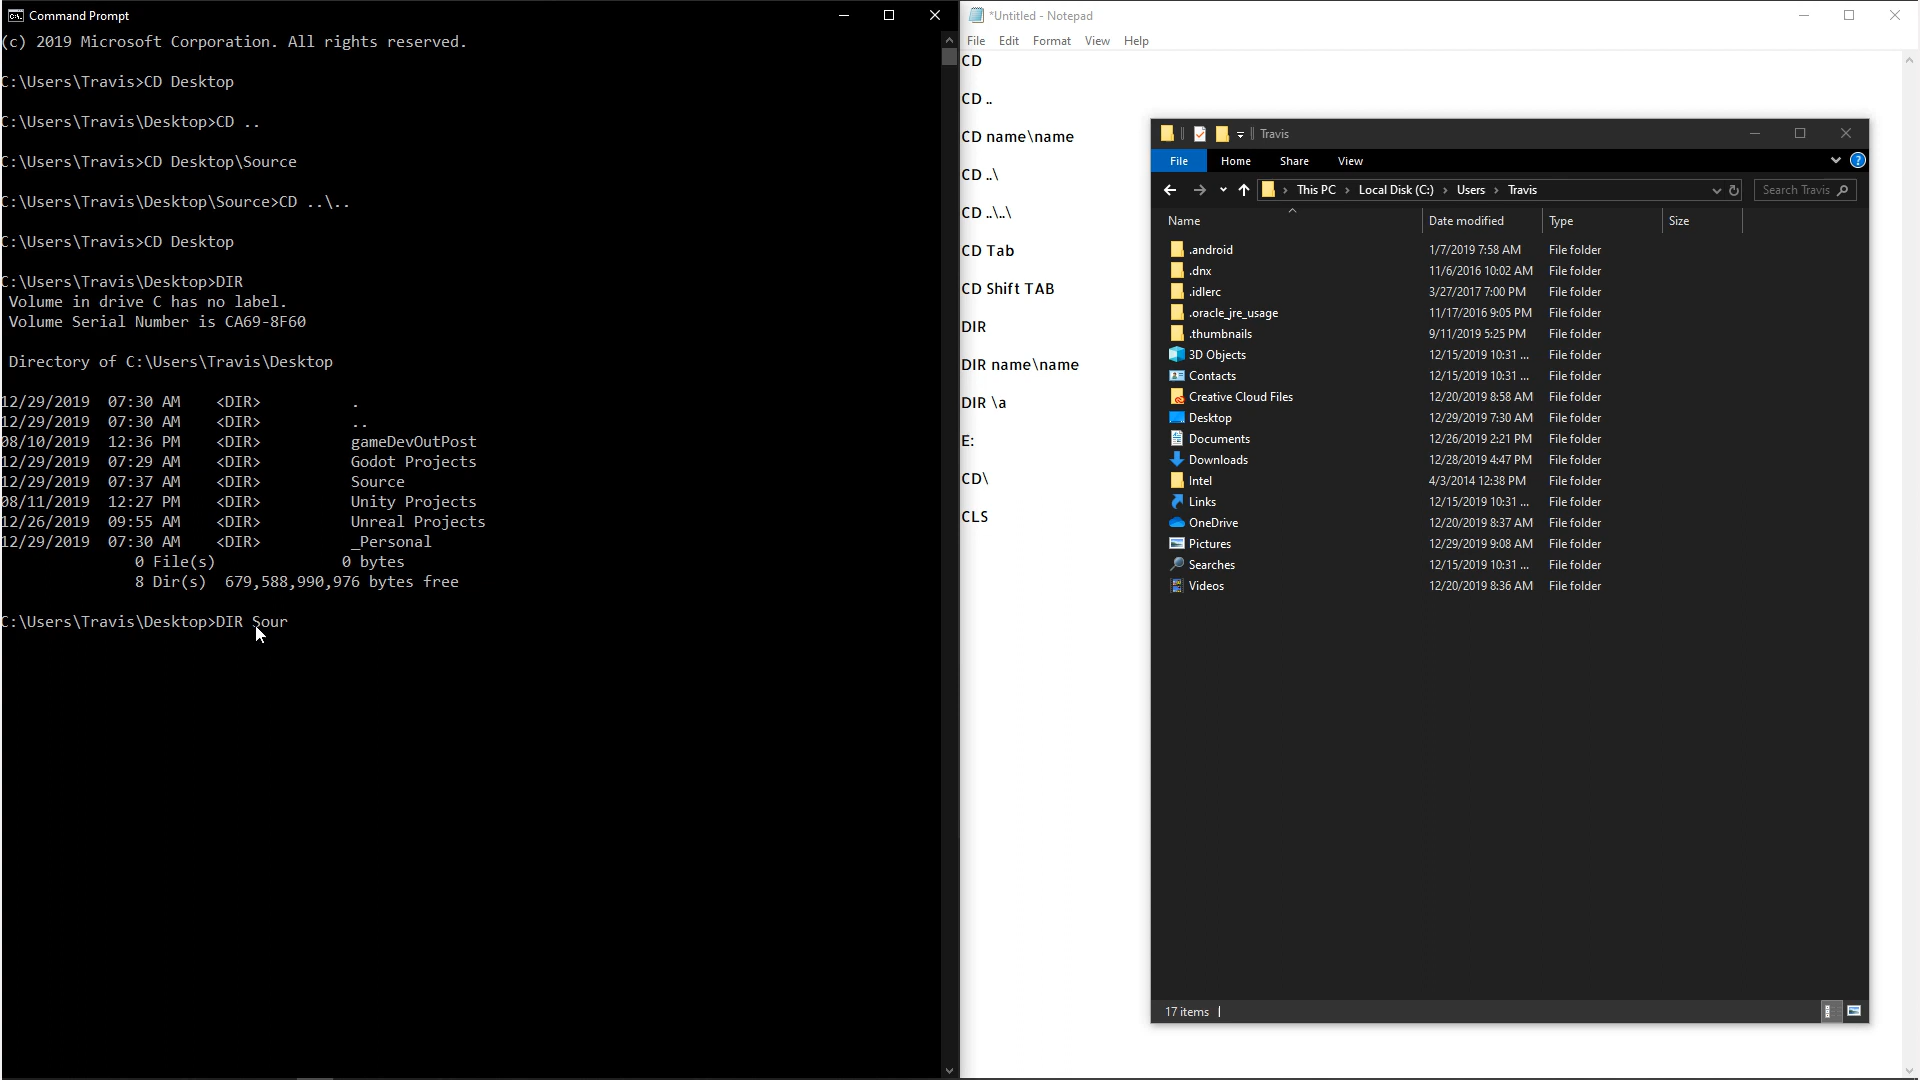 Command Prompt
(c) 2019 Microsoft Corporation. All rights reserved.
C:\Users\Travis>CD Desktop
C:\Users\Travis\Desktop>CD ..
C:\Users\Travis>CD Desktop\Source
C:\Users\Travis\Desktop\Source>CD ..\..
C:\Users\Travis>CD Desktop
C:\Users\Travis\Desktop>DIR
Volume in drive C has no label.
Volume Serial Number is CA69-8F60
Directory of C:\Users\Travis\Desktop
12/29/2019 07:30 AM <DIR> .
12/29/2019 07:30 AM <DIR> ..
08/10/2019 12:36 PM <DIR> gameDevOutPost
12/29/2019 07:29 AM <DIR> Godot Projects
12/29/2019 07:37 AM <DIR> Source
08/11/2019 12:27 PM <DIR> Unity Projects
12/26/2019 09:55 AM <DIR> Unreal Projects
12/29/2019 07:30 AM <DIR> _Personal
0 File(s) 0 bytes
8 Dir(s) 679,588,990,976 bytes free
C:\Users\Travis\Desktop>DIR Sour
*Untitled - Notepad
File Edit Format View Help
CD
CD ..
CD name\name
CD ..\
CD ..\..\
CD Tab
CD Shift TAB
DIR
DIR name\name
DIR \a
E:
CD\
CLS
Travis
File Home Share View
This PC Local Disk (C:) Users Travis Search Travis
Name Date modified Type Size
.android 1/7/2019 7:58 AM File folder
.dnx 11/6/2016 10:02 AM File folder
.idlerc 3/27/2017 7:00 PM File folder
.oracle_jre_usage 11/17/2016 9:05 PM File folder
.thumbnails 9/11/2019 5:25 PM File folder
3D Objects 12/15/2019 10:31 ... File folder
Contacts 12/15/2019 10:31 ... File folder
Creative Cloud Files 12/20/2019 8:58 AM File folder
Desktop 12/29/2019 7:30 AM File folder
Documents 12/26/2019 2:21 PM File folder
Downloads 12/28/2019 4:47 PM File folder
Intel 4/3/2014 12:38 PM File folder
Links 12/15/2019 10:31 ... File folder
OneDrive 12/20/2019 8:37 AM File folder
Pictures 12/29/2019 9:08 AM File folder
Searches 12/15/2019 10:31 ... File folder
Videos 12/20/2019 8:36 AM File folder
17 items